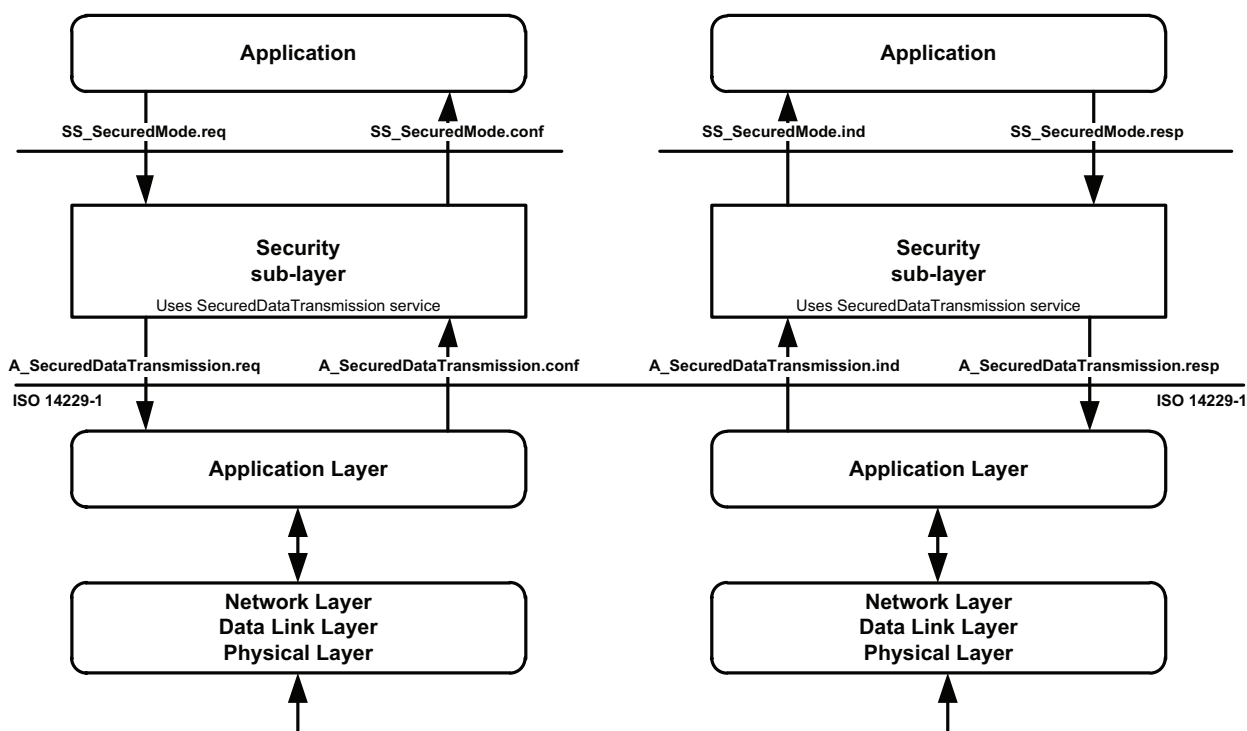 Application
Application
SS_SecuredMode.req
SS_SecuredMode.conf
SS_SecuredMode.ind
SS_SecuredMode.resp
Security
sub-layer
Uses SecuredDataTransmission service
Security
sub-layer
Uses SecuredDataTransmission service
A_SecuredDataTransmission.req
A_SecuredDataTransmission.conf
A_SecuredDataTransmission.ind
A_SecuredDataTransmission.resp
ISO 14229-1
ISO 14229-1
Application Layer
Application Layer
Network Layer
Data Link Layer
Physical Layer
Network Layer
Data Link Layer
Physical Layer